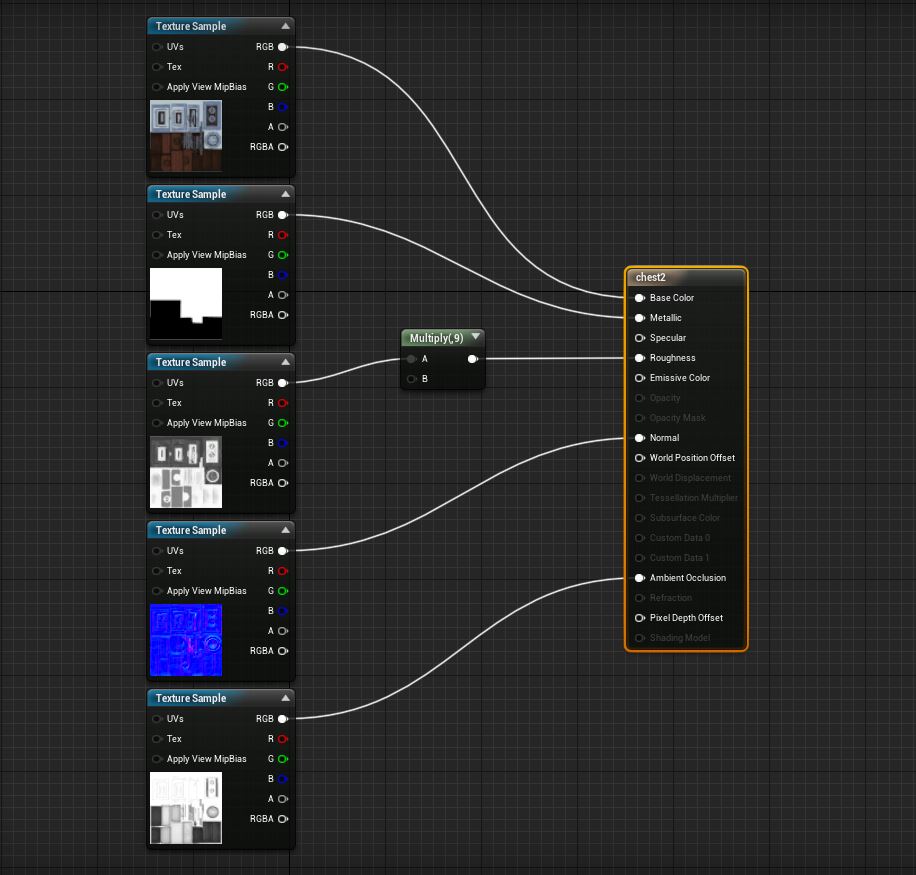 Texture Sample
UVs RGB
Tex R
Apply View MipBias G
B
A
RGBA
Texture Sample
UVs RGB
Tex R
Apply View MipBias G
B
A
RGBA
Texture Sample
UVs RGB
Tex R
Apply View MipBias G
B
A
RGBA
Texture Sample
UVs RGB
Tex R
Apply View MipBias G
B
A
RGBA
Texture Sample
UVs RGB
Tex R
Apply View MipBias G
B
A
RGBA
Multiply(,9)
A
B
chest2
Base Color
Metallic
Specular
Roughness
Emissive Color
Opacity
Opacity Mask
Normal
World Position Offset
World Displacement
Tessellation Multiplier
Subsurface Color
Custom Data 0
Custom Data 1
Ambient Occlusion
Refraction
Pixel Depth Offset
Shading Model